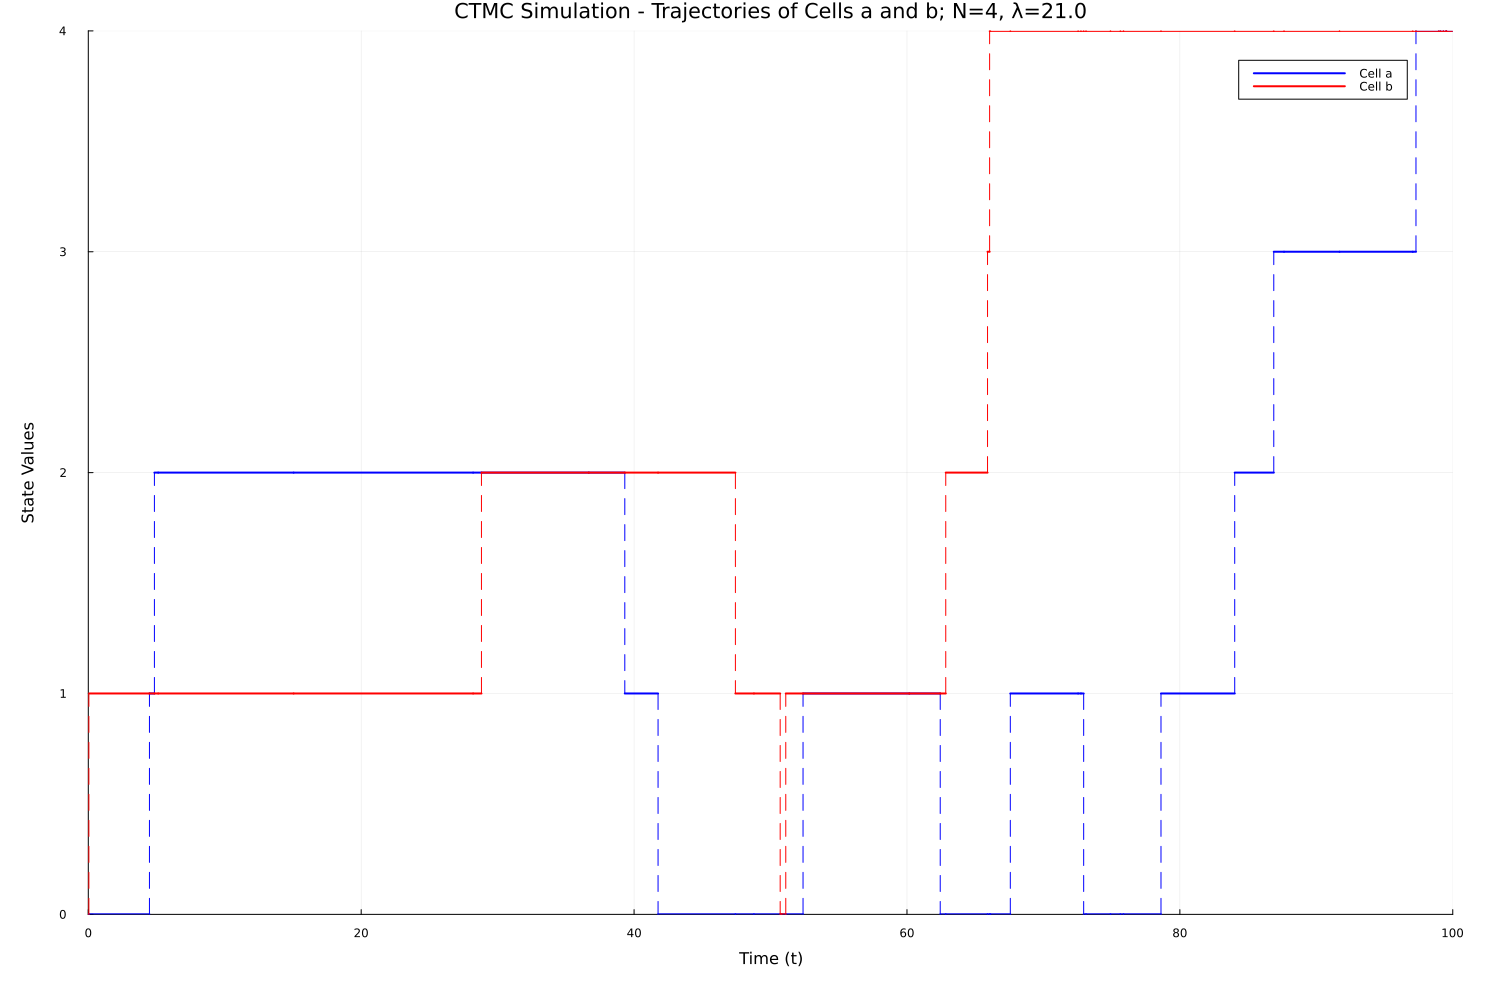 CTMC Simulation - Trajectories of Cells a and b; N=4, λ=21.0
4
Cell a
Cell b
3
State Values
2
1
0
0 20 40 60 80 100
Time (t)